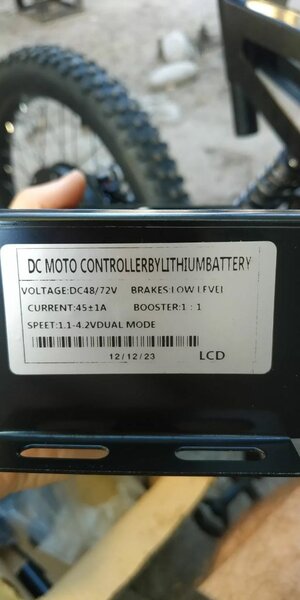 DC MOTO CONTROLLERBYLITHIUMBATTERY
VOLTAGE:DC48/72V BRAKES:LOW LEVEL
CURRENT:45±1A BOOSTER:1 : 1
SPEET:1.1-4.2VDUAL MODE
12/12/23 LCD